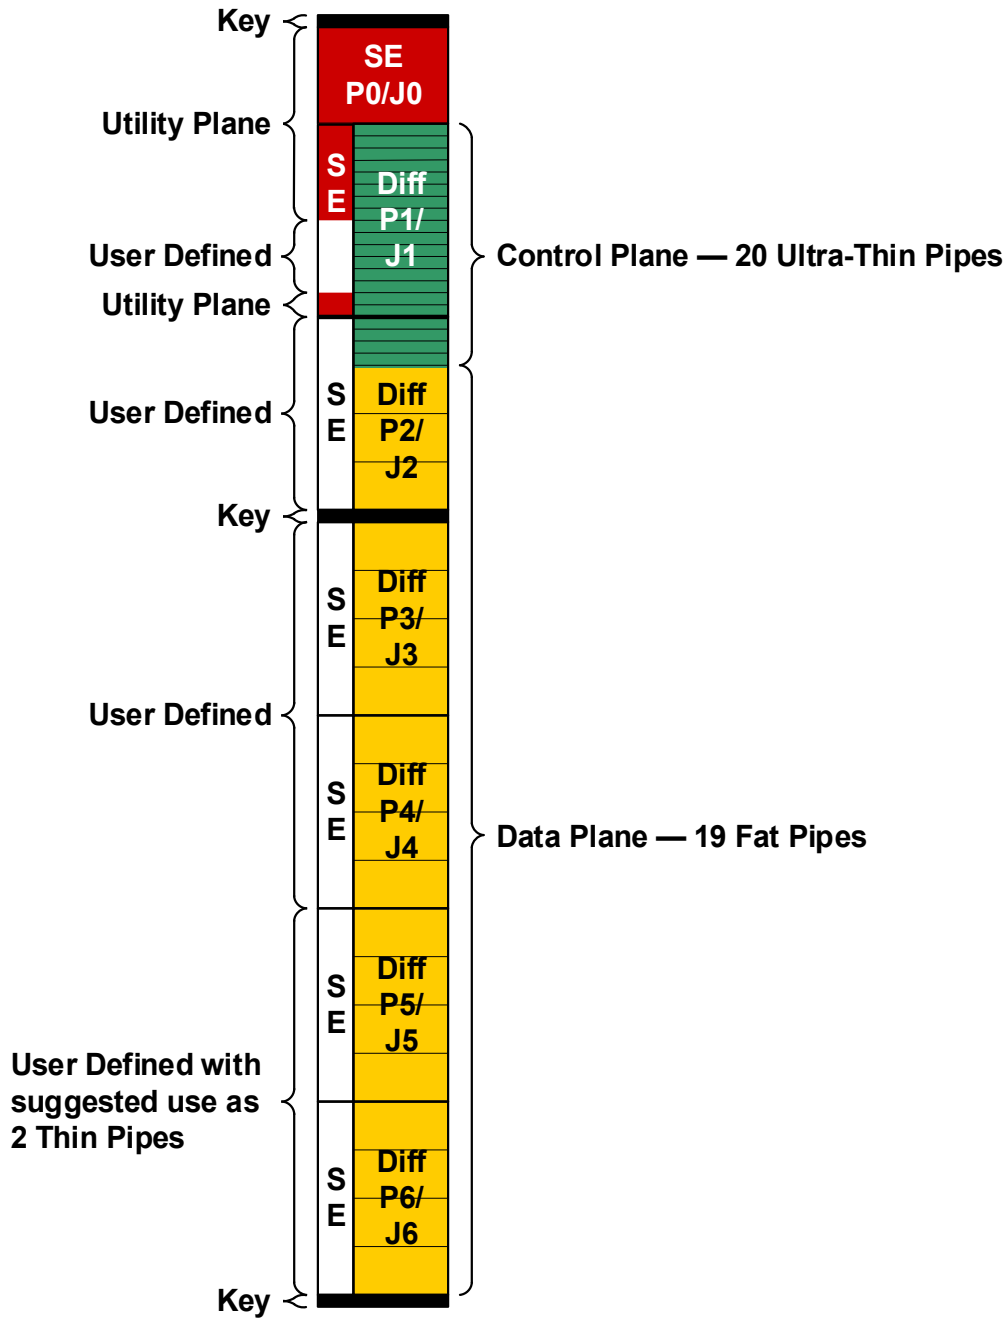 Key
SE
P0/J0
Utility Plane
S
E
Diff
P1/
J1
User Defined
Control Plane — 20 Ultra-Thin Pipes
Utility Plane
S
E
Diff
P2/
J2
User Defined
Key
S
E
Diff
P3/
J3
User Defined
S
E
Diff
P4/
J4
Data Plane — 19 Fat Pipes
S
E
Diff
P5/
J5
User Defined with
suggested use as
2 Thin Pipes
S
E
Diff
P6/
J6
Key